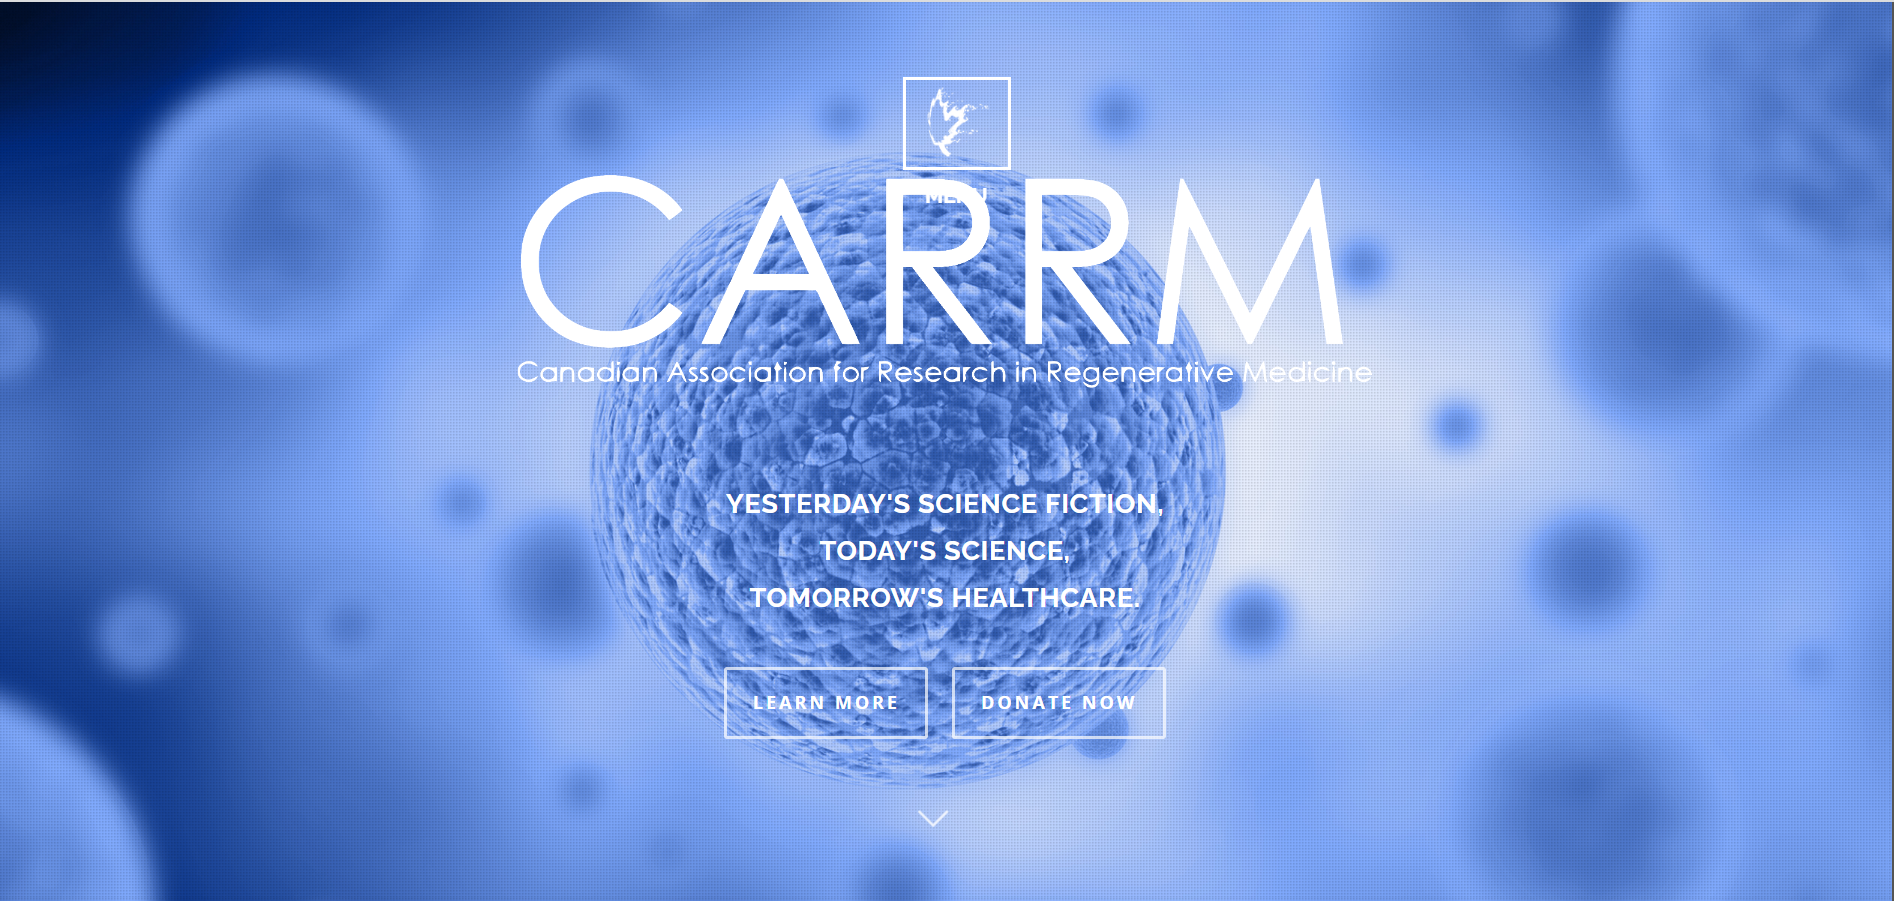 MENU
CARRM
Canadian Association for Research in Regenerative Medicine
YESTERDAY'S SCIENCE FICTION,
TODAY'S SCIENCE,
TOMORROW'S HEALTHCARE.
LEARN MORE
DONATE NOW